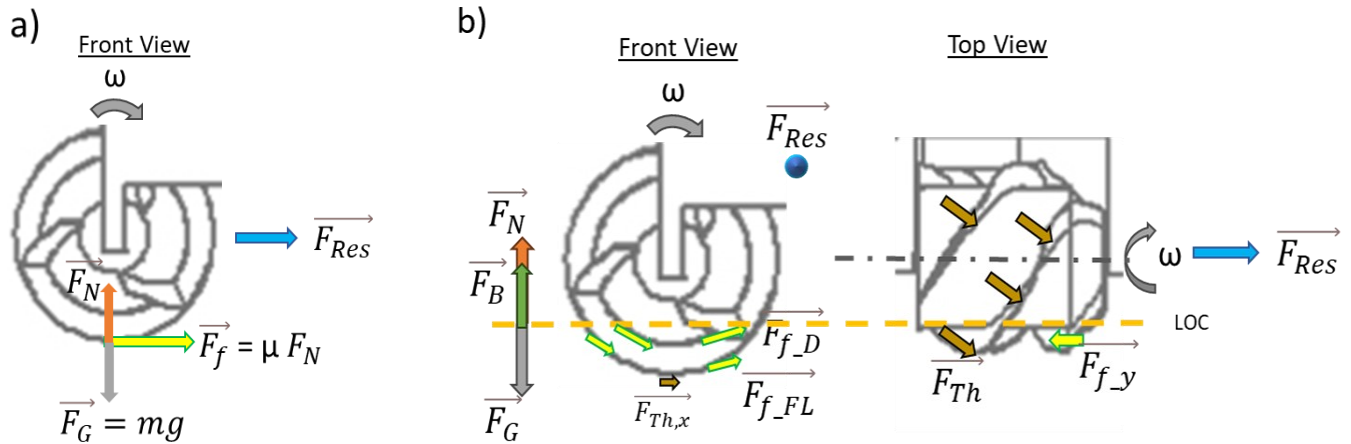 a)
Front View
ω
F_Res
F_N
F_f = μ F_N
F_G = mg
b)
Front View
ω
F_Res
F_N
F_B
F_G
F_f_D
F_f_FL
F_Th,x
Top View
ω
F_Res
LOC
F_Th
F_f_y